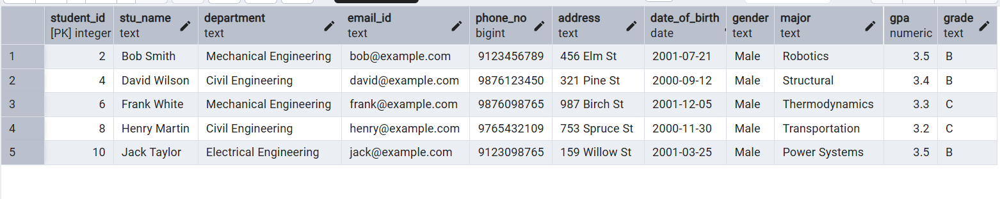 student_id stu_name department email_id phone_no address date_of_birth gender major gpa grade
[PK] integer text text text bigint text date text text numeric text
1 2 Bob Smith Mechanical Engineering bob@example.com 9123456789 456 Elm St 2001-07-21 Male Robotics 3.5 B
2 4 David Wilson Civil Engineering david@example.com 9876123450 321 Pine St 2000-09-12 Male Structural 3.4 B
3 6 Frank White Mechanical Engineering frank@example.com 9876098765 987 Birch St 2001-12-05 Male Thermodynamics 3.3 C
4 8 Henry Martin Civil Engineering henry@example.com 9765432109 753 Spruce St 2000-11-30 Male Transportation 3.2 C
5 10 Jack Taylor Electrical Engineering jack@example.com 9123098765 159 Willow St 2001-03-25 Male Power Systems 3.5 B